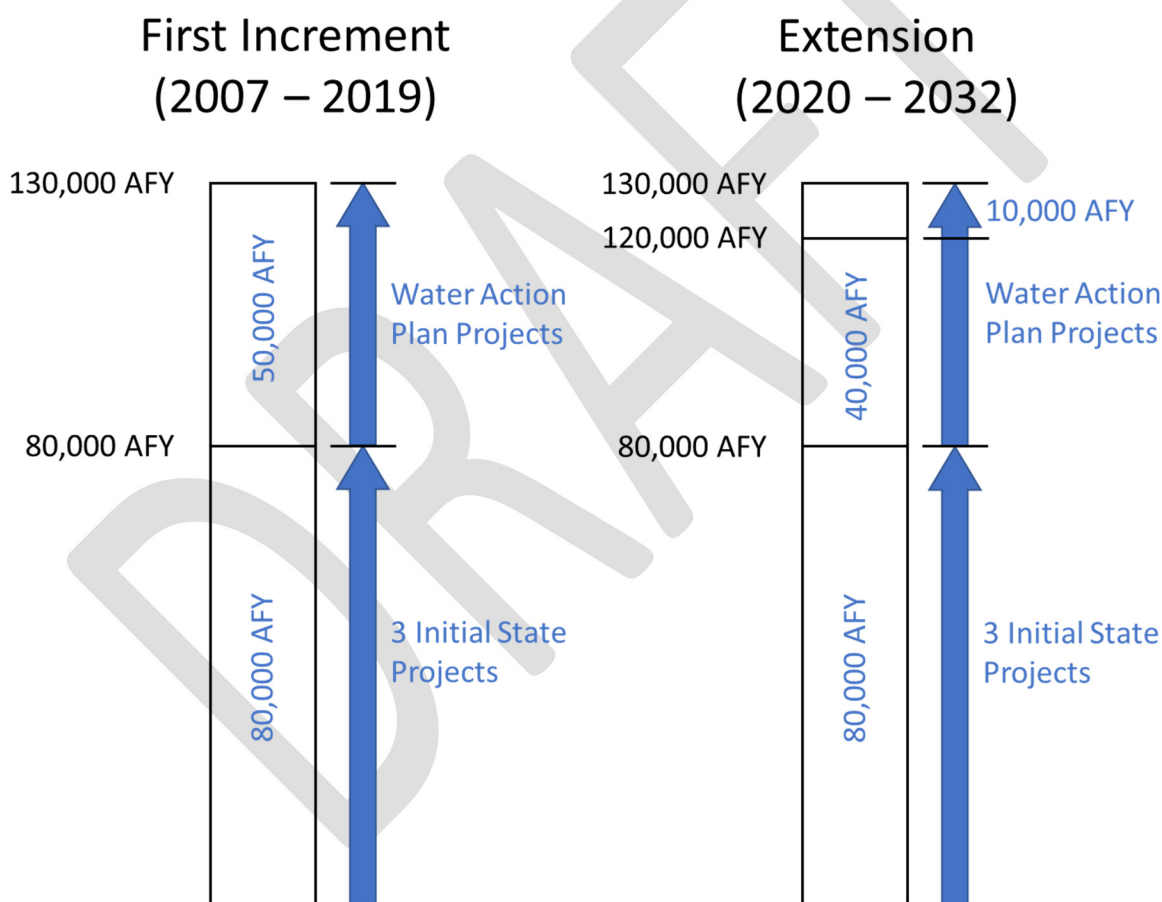 First Increment
(2007 – 2019)
130,000 AFY
50,000 AFY
Water Action
Plan Projects
80,000 AFY
3 Initial State
Projects
80,000 AFY
Extension
(2020 – 2032)
130,000 AFY
10,000 AFY
120,000 AFY
Water Action
Plan Projects
40,000 AFY
80,000 AFY
3 Initial State
Projects
80,000 AFY
DRAFT